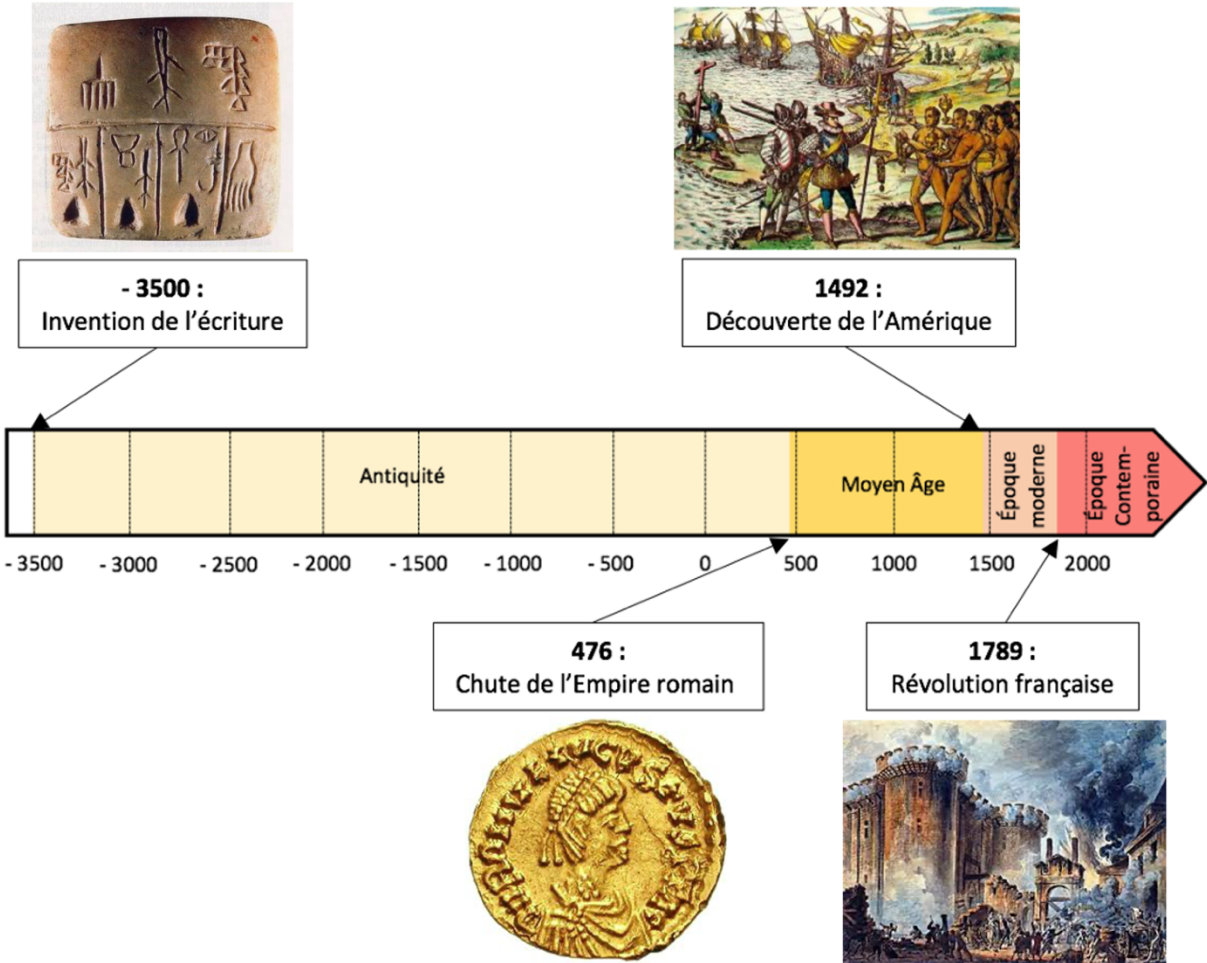 - 3500 :
Invention de l’écriture
1492 :
Découverte de l’Amérique
Antiquité
Moyen Âge
Époque
moderne
Époque
Contem-
poraine
- 3500 - 3000 - 2500 - 2000 - 1500 - 1000 - 500 0 500 1000 1500 2000
476 :
Chute de l’Empire romain
1789 :
Révolution française